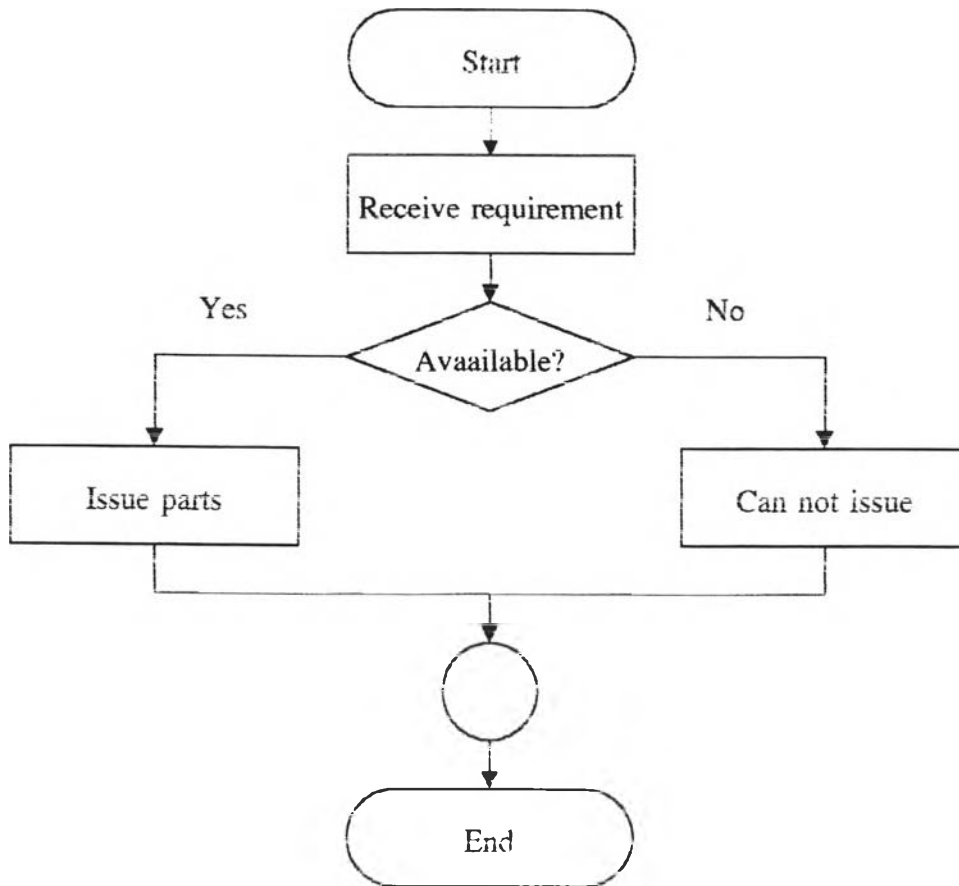 Start
Receive requirement
Yes
No
Avaailable?
Issue parts
Can not issue
End